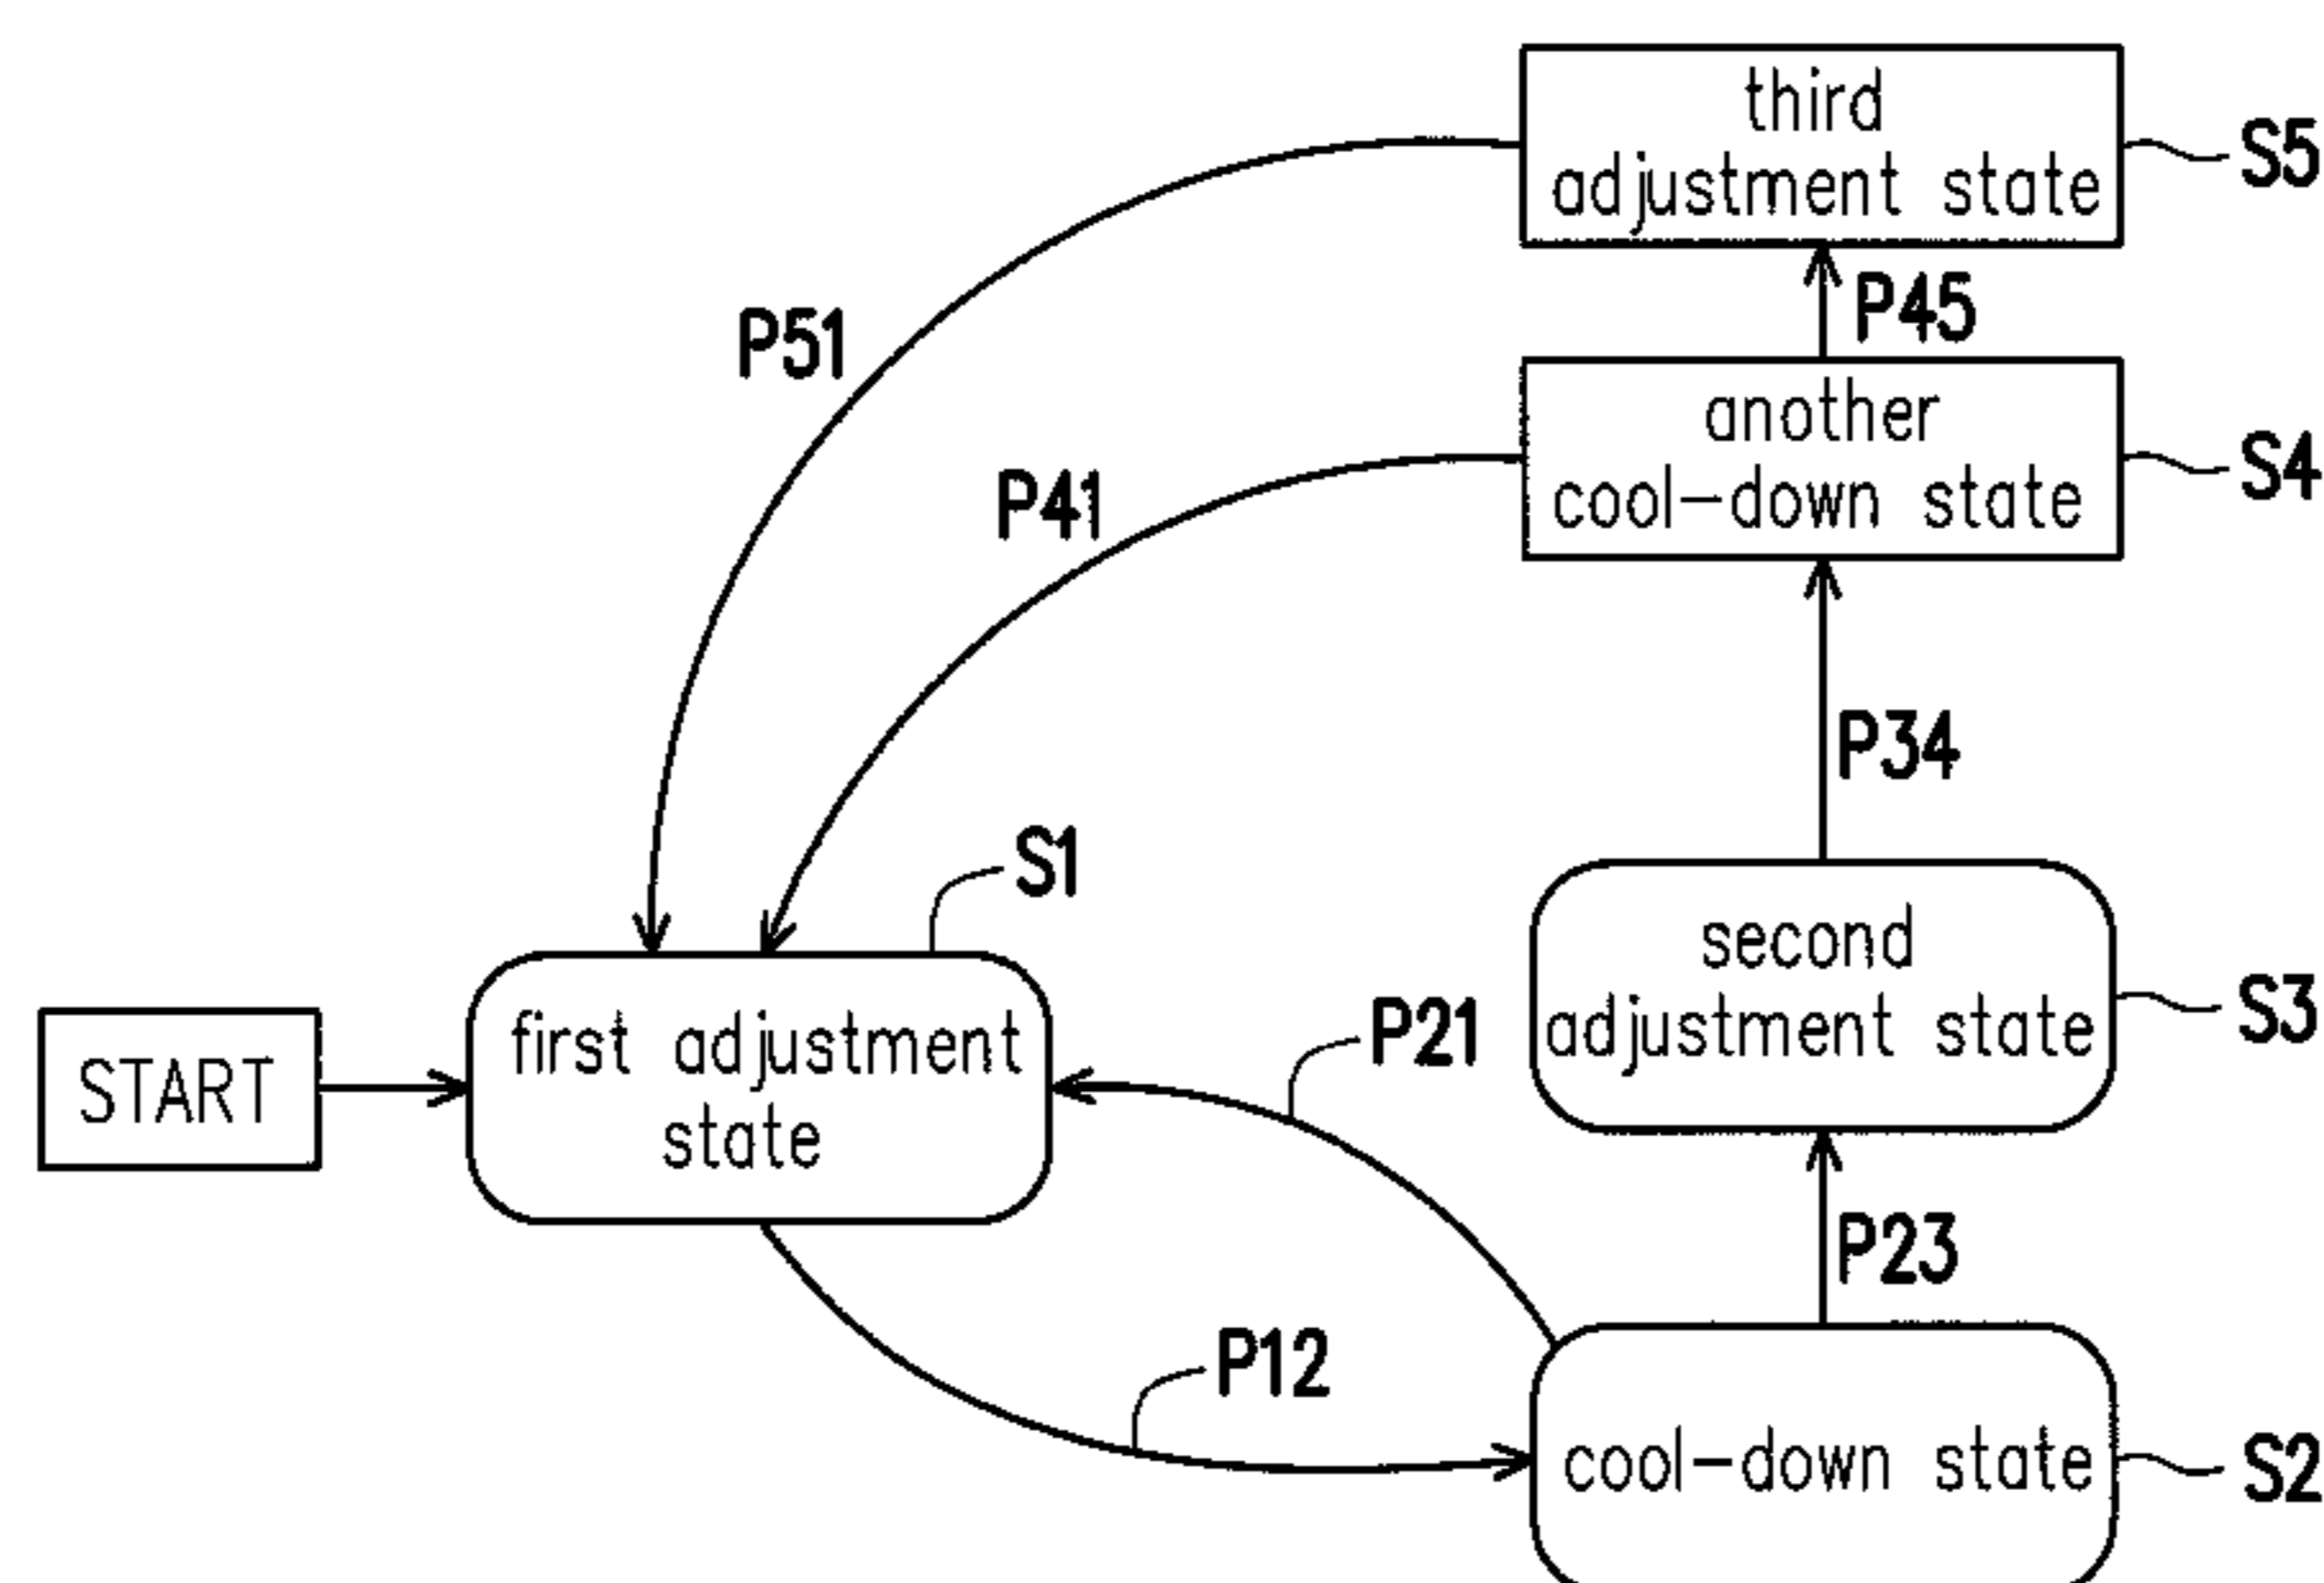 third
adjustment state
S5
P45
P51
another
cool-down state
S4
P41
P34
S1
second
adjustment state
S3
START
first adjustment
state
P21
P23
P12
cool-down state
S2